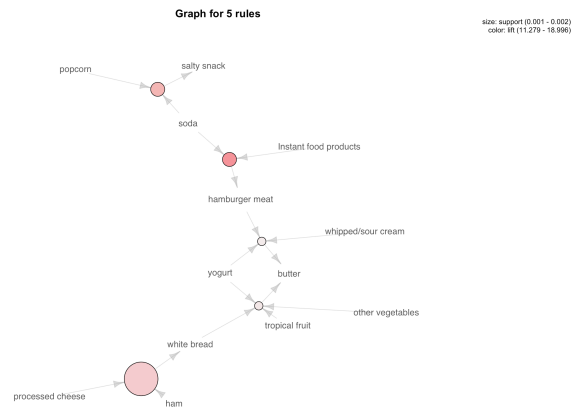 Graph for 5 rules
size: support (0.001 - 0.002)
color: lift (11.279 - 18.996)
popcorn
salty snack
soda
Instant food products
hamburger meat
whipped/sour cream
yogurt
butter
other vegetables
tropical fruit
white bread
processed cheese
ham